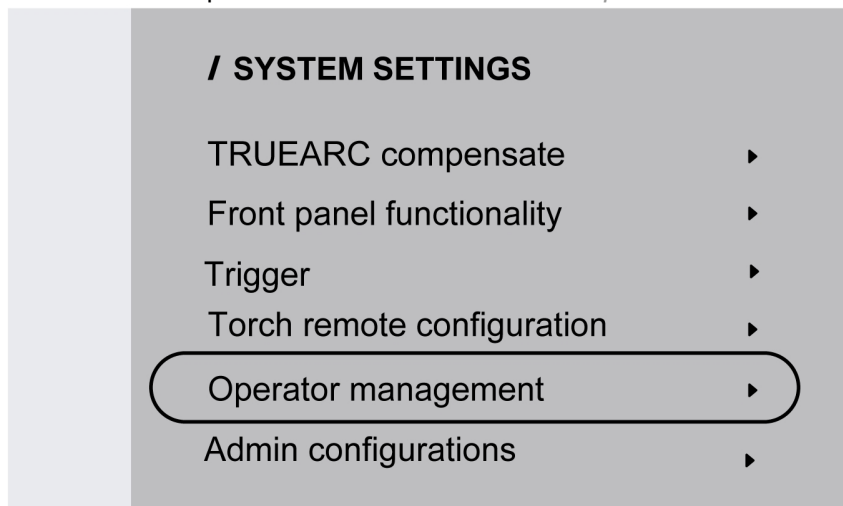 / SYSTEM SETTINGS
TRUEARC compensate
Front panel functionality
Trigger
Torch remote configuration
Operator management
Admin configurations